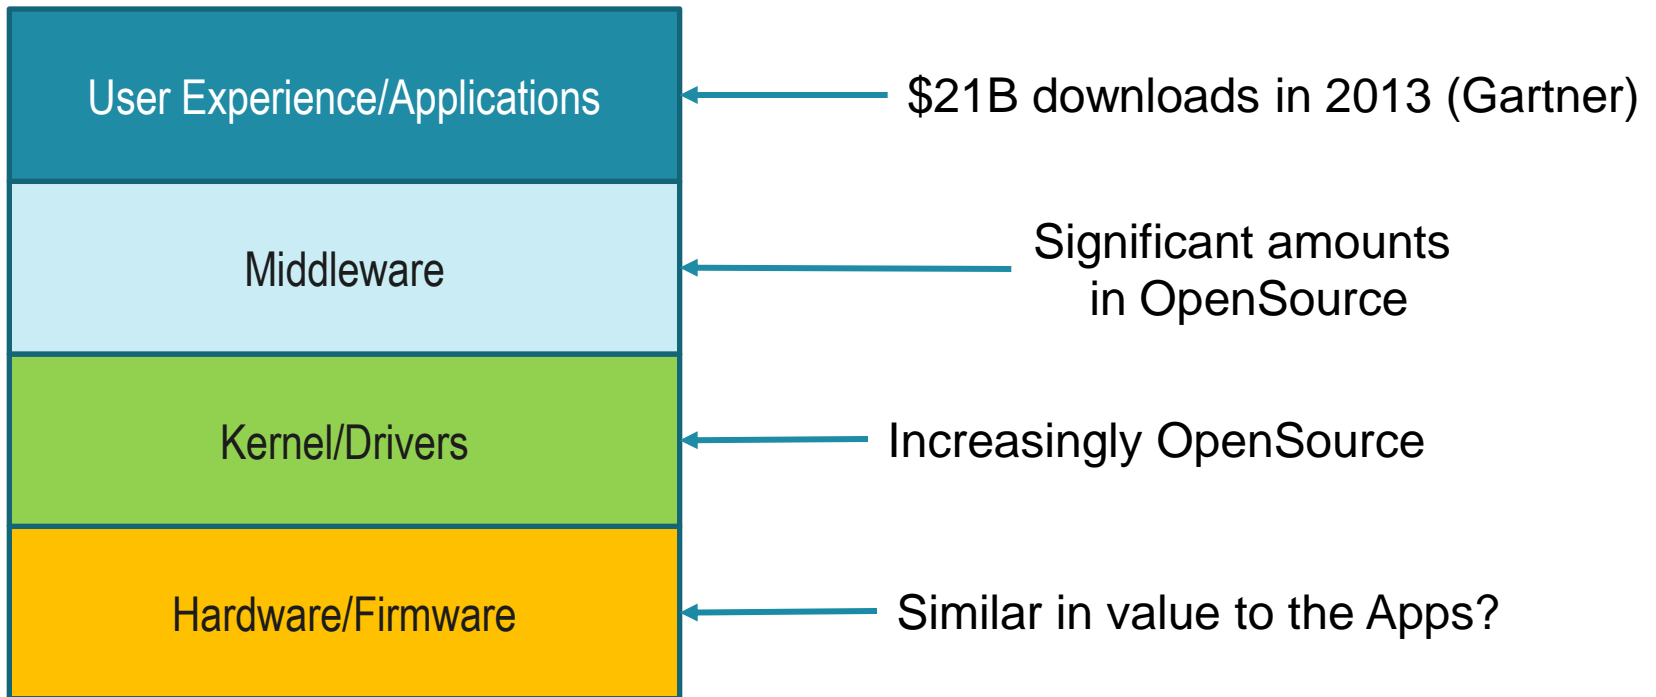 User Experience/Applications
$21B downloads in 2013 (Gartner)
Middleware
Significant amounts
in OpenSource
Kernel/Drivers
Increasingly OpenSource
Hardware/Firmware
Similar in value to the Apps?